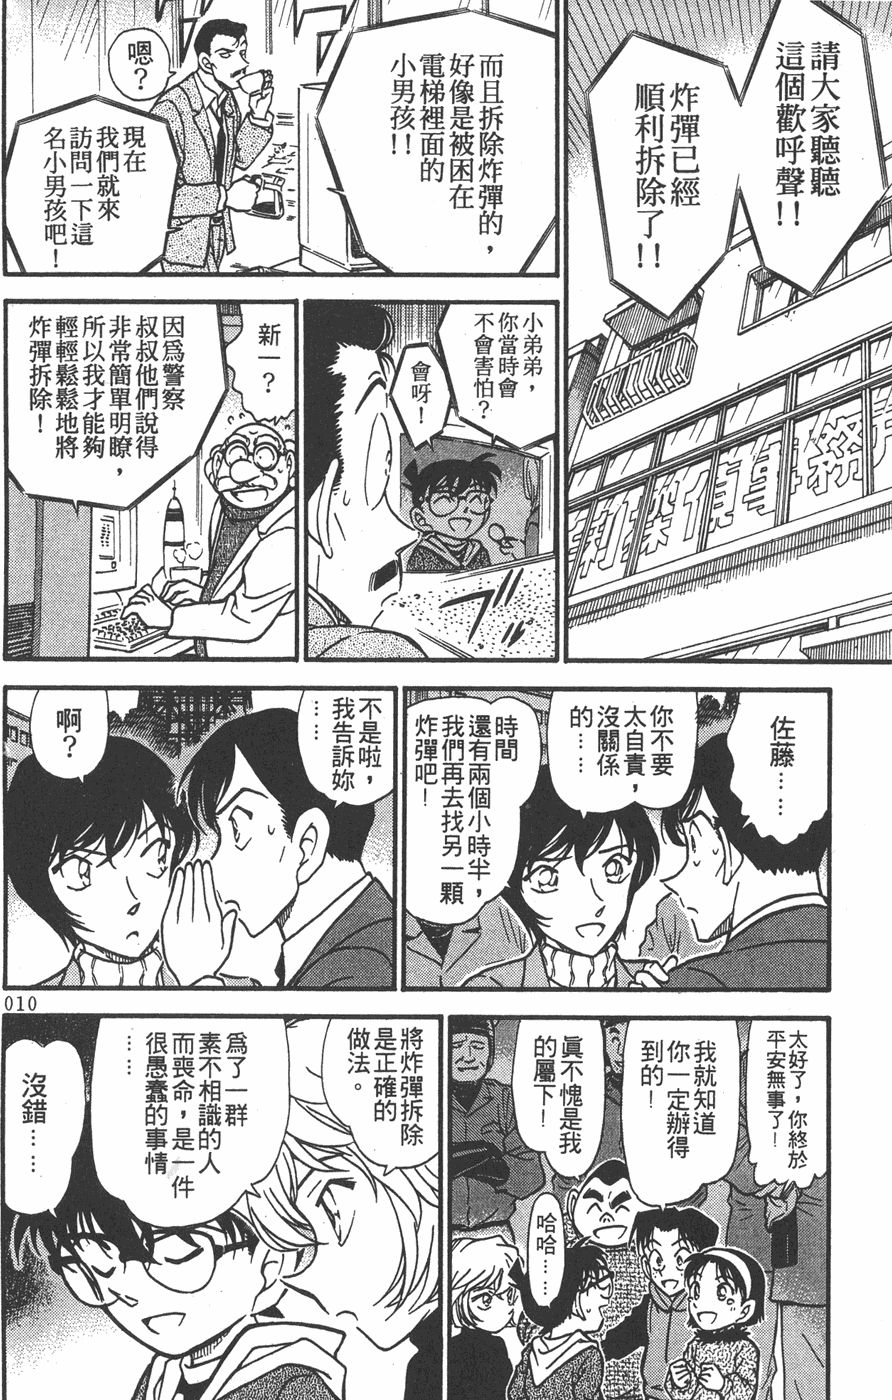 請大家聽聽
這個歡呼聲!!
炸彈已經
順利拆除了!!
利探偵事務所
而且拆除炸彈的,
好像是被困在
電梯裡面的
小男孩!!
嗯?
現在
我們就來
訪問一下這
名小男孩吧!
小弟弟,
你當時會
不會害怕?
會呀!
新一?
因爲警察
叔叔他們說得
非常簡單明瞭,
所以我才能夠
輕輕鬆鬆地將
炸彈拆除!
佐藤……
你不要
太自責,
沒關係
的……
時間
還有兩個小時半,
我們再去找另一顆
炸彈吧!
不是啦,
我告訴妳
……
啊?
太好了,你終於
平安無事了!
我就知道
你一定辦得
到的!
眞不愧是我
的屬下!
哈哈……
將炸彈拆除
是正確的
做法。
爲了一群
素不相識的人
而喪命,是一件
很愚蠢的事情
……
沒錯……
010